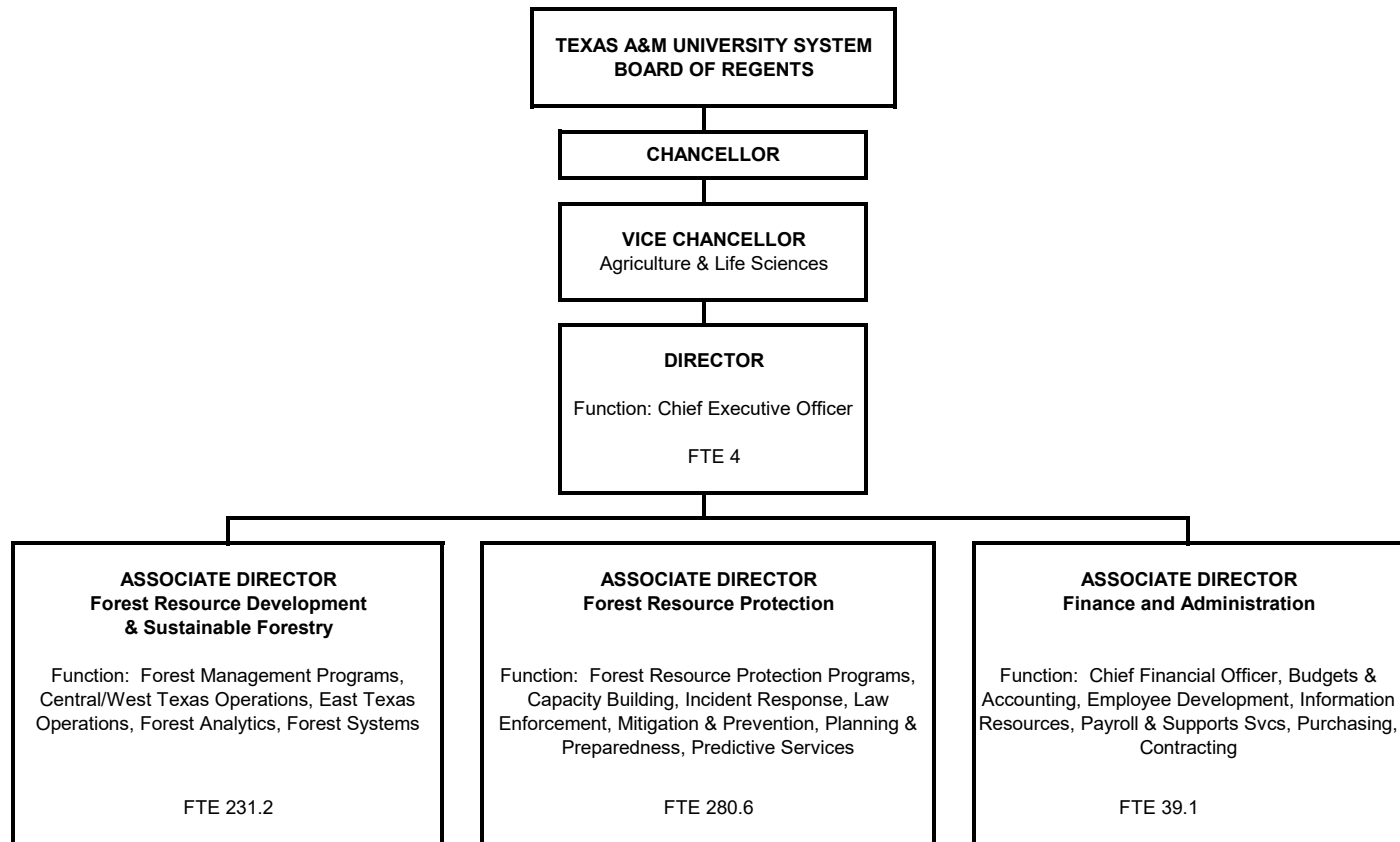 TEXAS A&M UNIVERSITY SYSTEM
BOARD OF REGENTS
CHANCELLOR
VICE CHANCELLOR
Agriculture & Life Sciences
DIRECTOR
Function: Chief Executive Officer
FTE 4
ASSOCIATE DIRECTOR
Forest Resource Development
& Sustainable Forestry
Function: Forest Management Programs,
Central/West Texas Operations, East Texas
Operations, Forest Analytics, Forest Systems
FTE 231.2
ASSOCIATE DIRECTOR
Forest Resource Protection
Function: Forest Resource Protection Programs,
Capacity Building, Incident Response, Law
Enforcement, Mitigation & Prevention, Planning &
Preparedness, Predictive Services
FTE 280.6
ASSOCIATE DIRECTOR
Finance and Administration
Function: Chief Financial Officer, Budgets &
Accounting, Employee Development, Information
Resources, Payroll & Supports Svcs, Purchasing,
Contracting
FTE 39.1